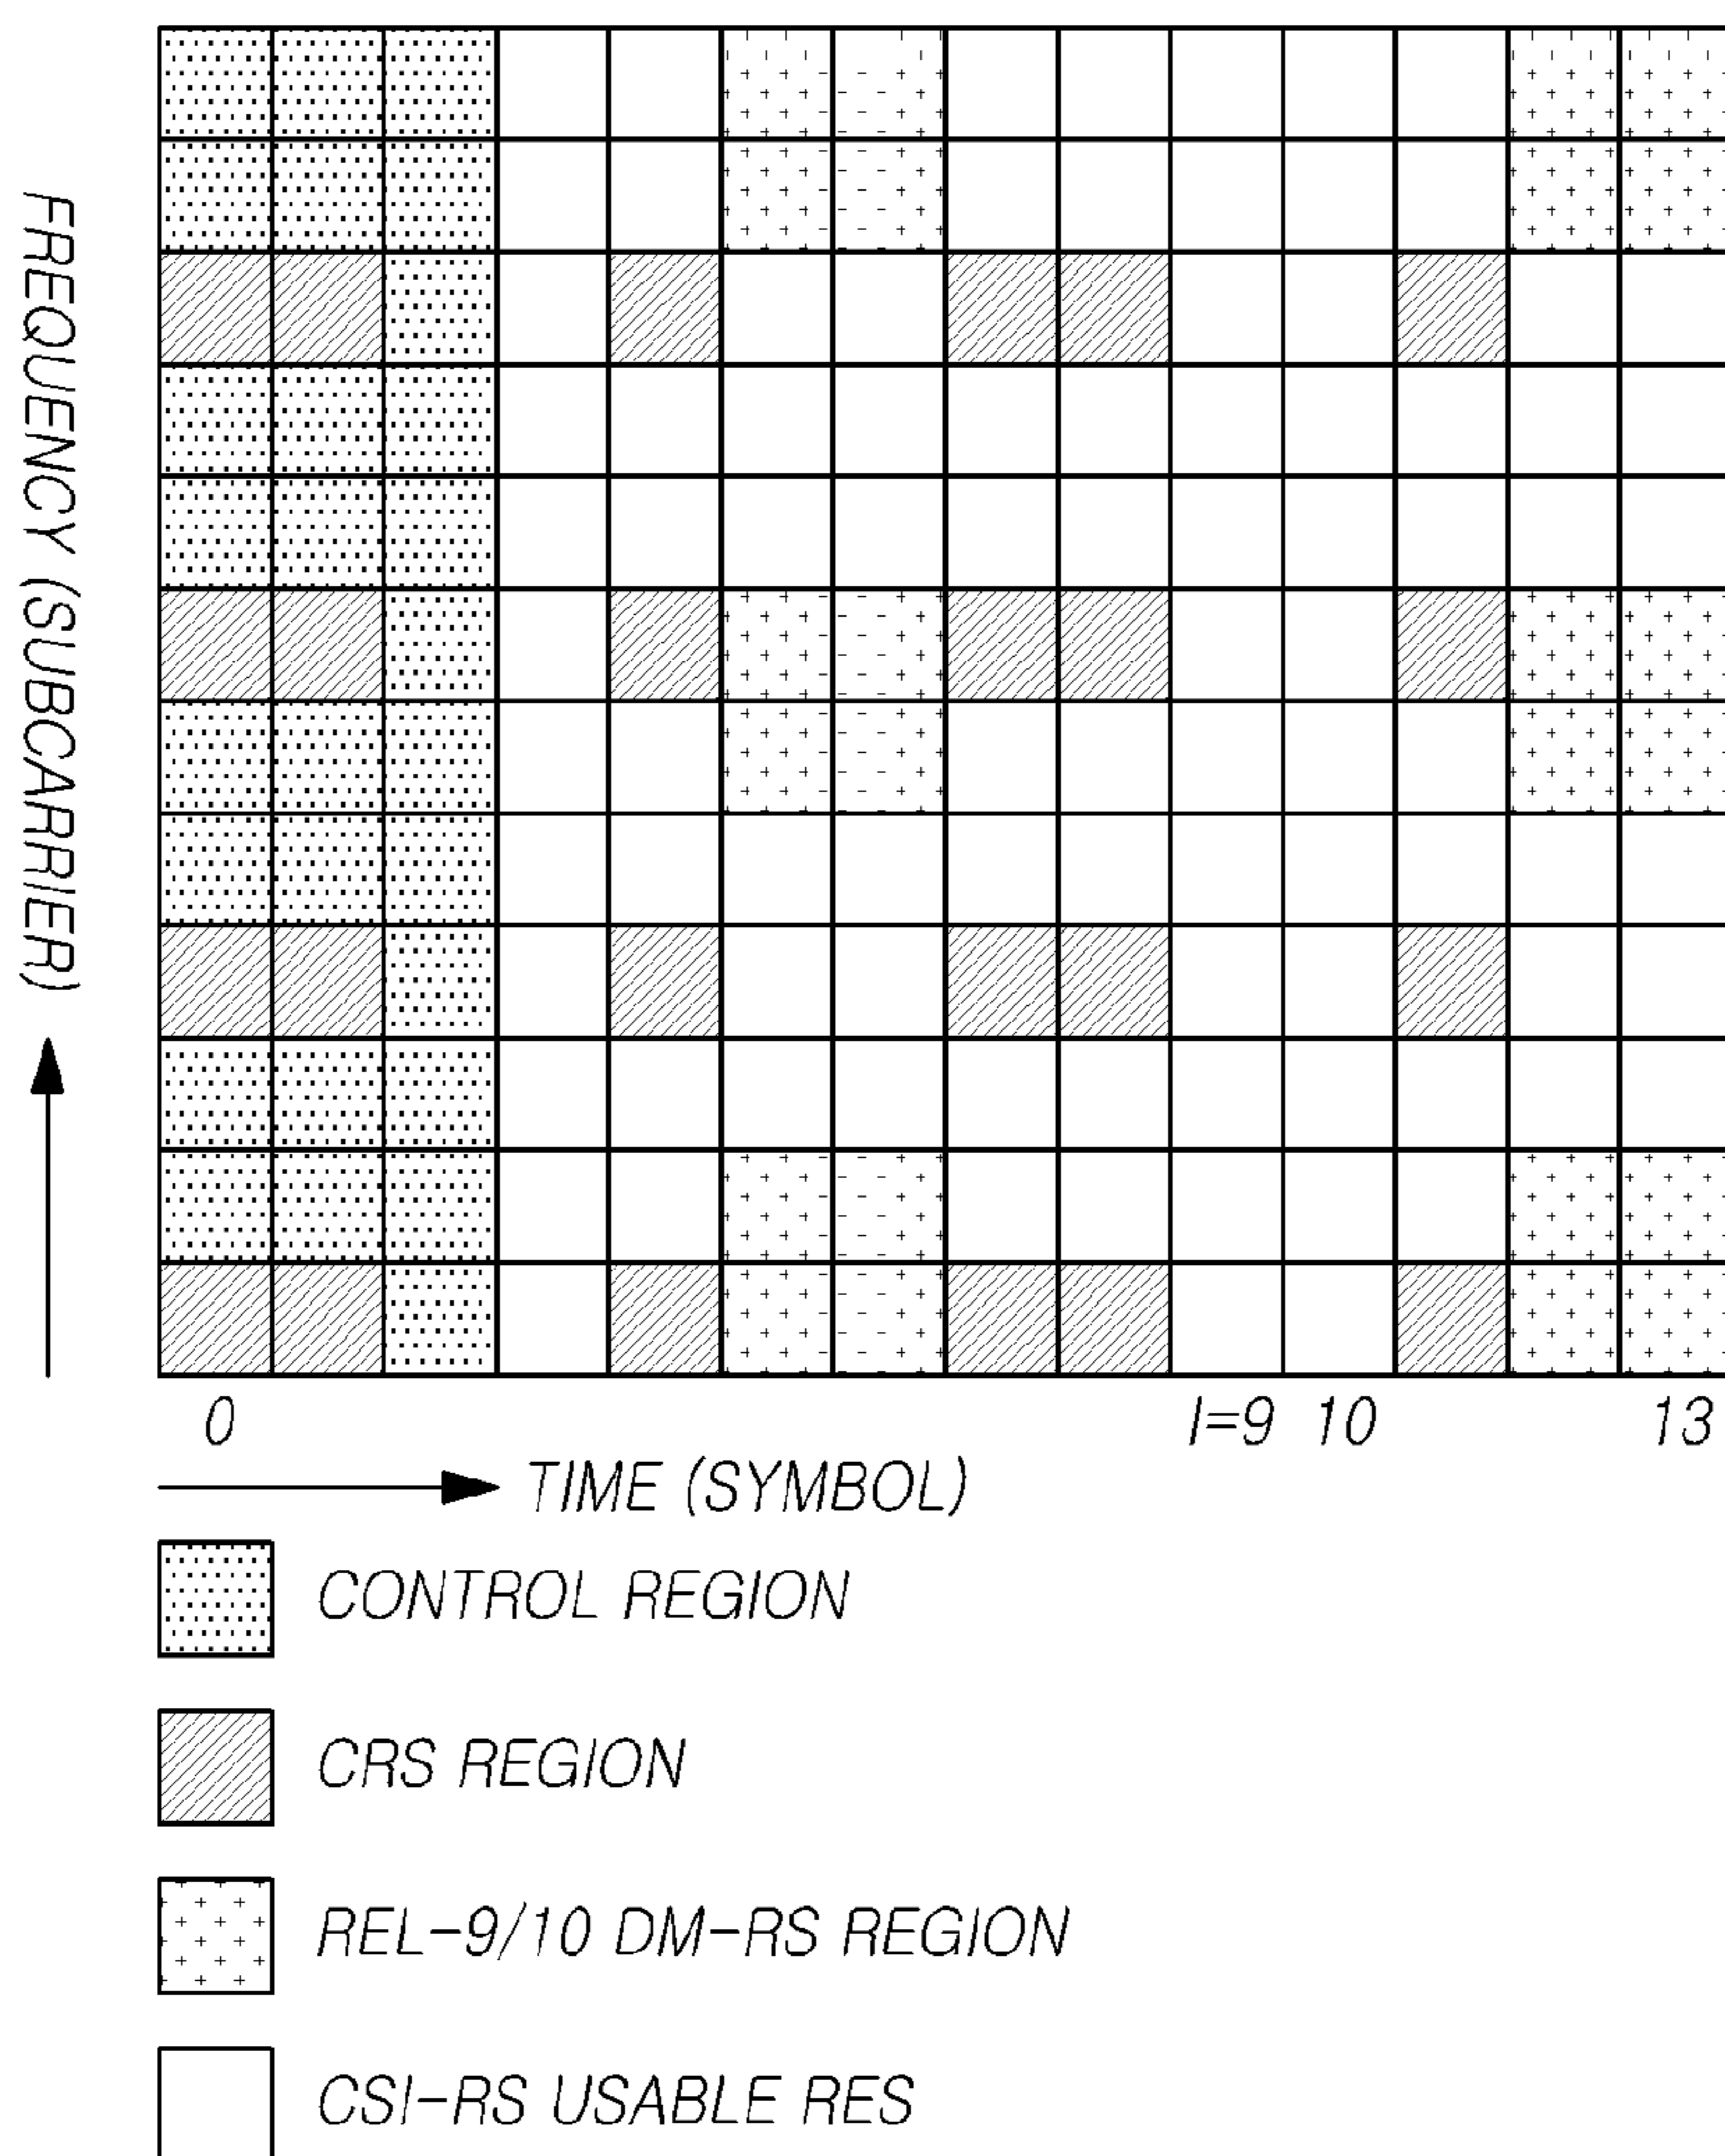 FREQUENCY (SUBCARRIER)
0 l=9 10 13
TIME (SYMBOL)
CONTROL REGION
CRS REGION
REL-9/10 DM-RS REGION
CSI-RS USABLE RES